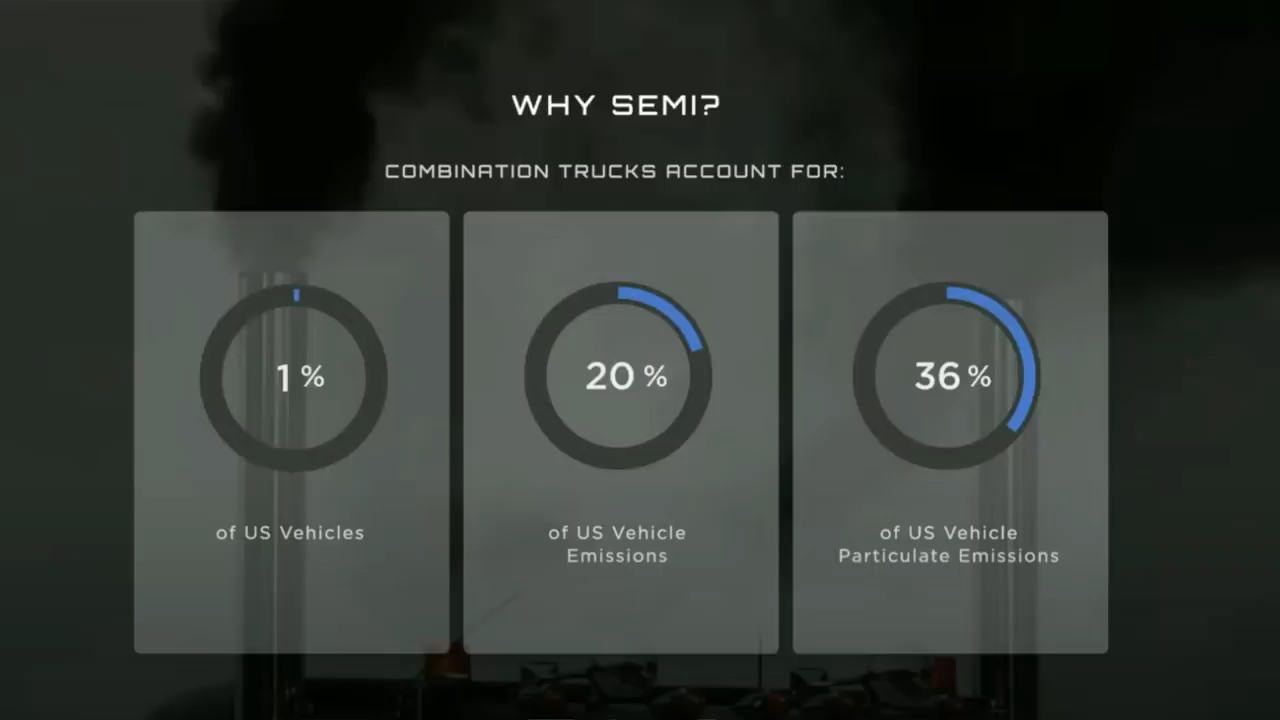 WHY SEMI?
COMBINATION TRUCKS ACCOUNT FOR:
1 %
20 %
36 %
of US Vehicles
of US Vehicle
Emissions
of US Vehicle
Particulate Emissions